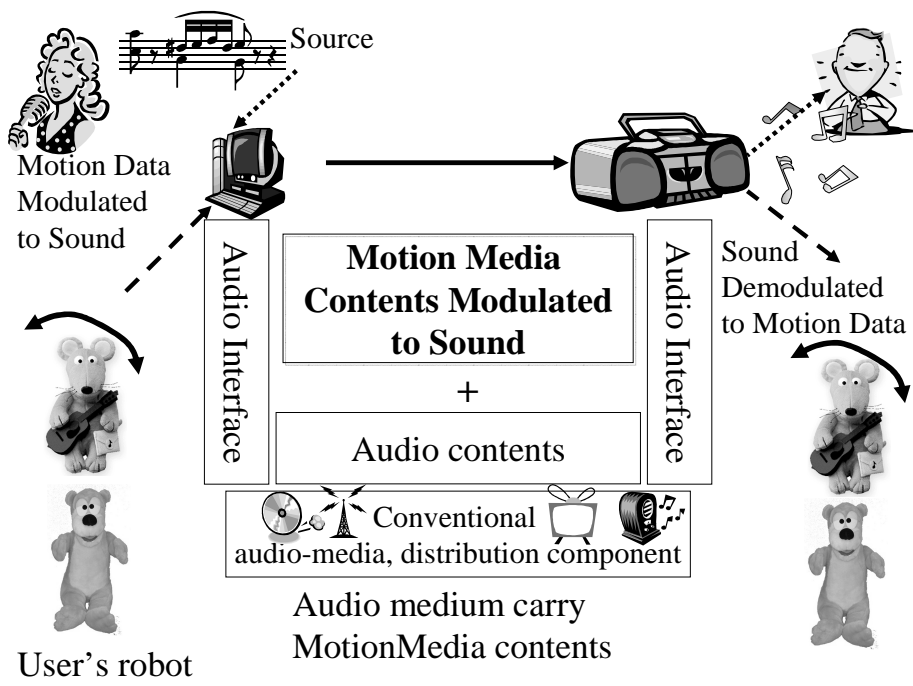 Source
Motion Data
Modulated
to Sound
Audio Interface
Motion Media
Contents Modulated
to Sound
+
Audio contents
Audio Interface
Sound
Demodulated
to Motion Data
Conventional
audio-media, distribution component
Audio medium carry
MotionMedia contents
User's robot